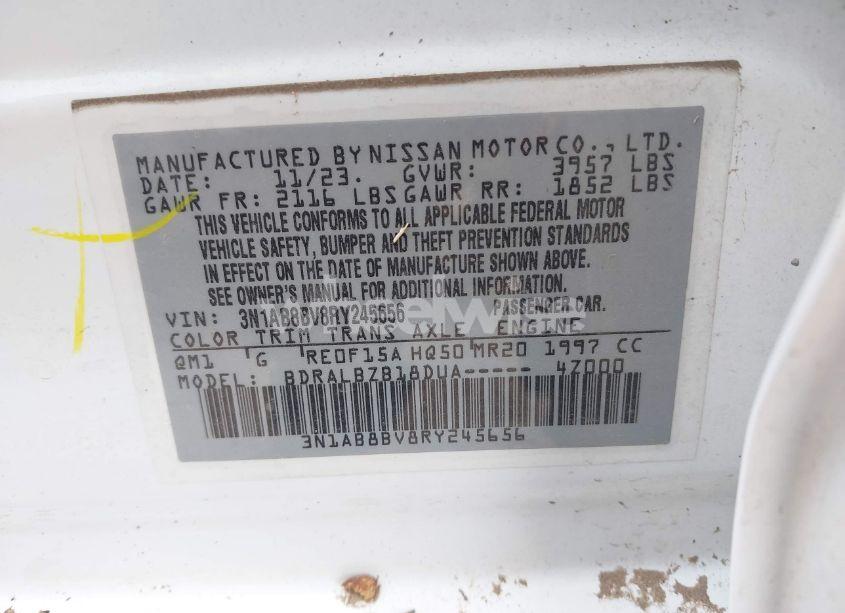 MANUFACTURED BY NISSAN MOTOR CO., LTD.
DATE: 11/23. GVWR: 3957 LBS
GAWR FR: 2116 LBS GAWR RR: 1852 LBS
THIS VEHICLE CONFORMS TO ALL APPLICABLE FEDERAL MOTOR
VEHICLE SAFETY, BUMPER AND THEFT PREVENTION STANDARDS
IN EFFECT ON THE DATE OF MANUFACTURE SHOWN ABOVE.
SEE OWNER'S MANUAL FOR ADDITIONAL INFORMATION.
VIN: 3N1AB8BV8RY245656 PASSENGER CAR.
COLOR TRIM TRANS AXLE ENGINE
QM1 G RE0F15A HQ50 MR20 1997 CC
MODEL: BDRALBZB18DUA----- 4Z000
3N1AB8BV8RY245656